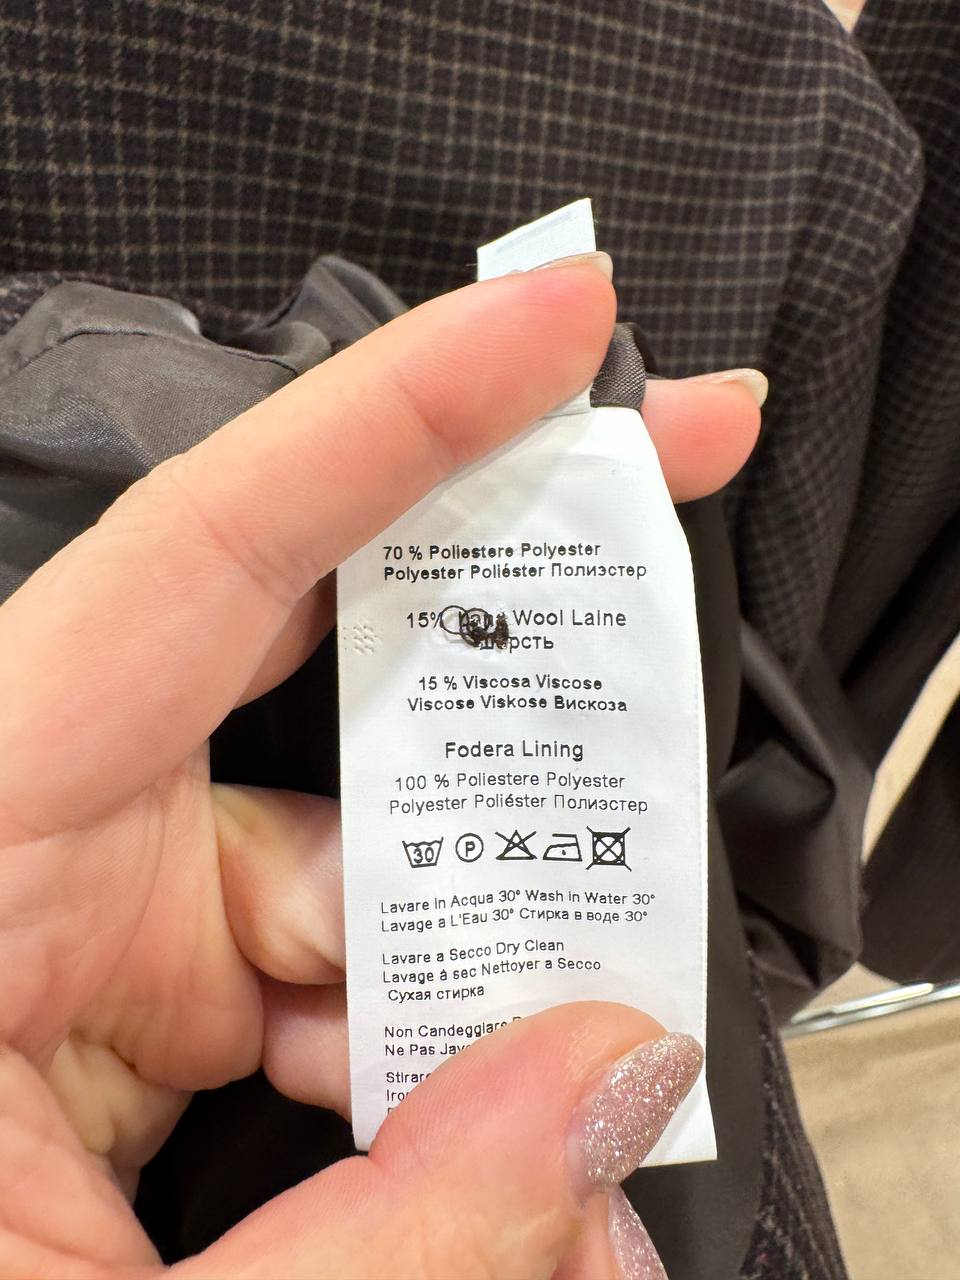 70 % Poliestere Polyester
Polyester Poliéster Полиэстер
15% Wool Laine
15 % Viscosa Viscose
Viscose Viskose Вискоза
Fodera Lining
100 % Poliestere Polyester
Polyester Poliéster Полиэстер
30 P
Lavare in Acqua 30° Wash in Water 30°
Lavage a L'Eau 30° Стирка в воде 30°
Lavare a Secco Dry Clean
Lavage à sec Nettoyer a Secco
Сухая стирка
Non Candeggiare
Ne Pas